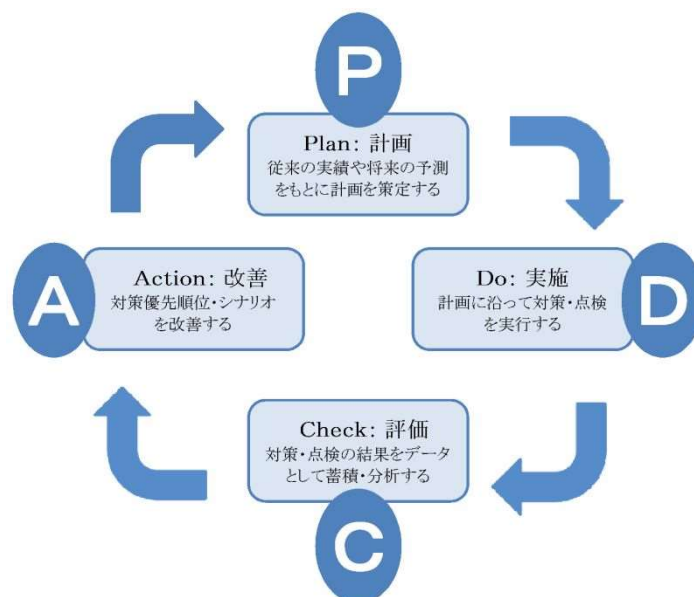 P
Plan: 計画
従来の実績や将来の予測
をもとに計画を策定する
D
Do: 実施
計画に沿って対策・点検
を実行する
C
Check: 評価
対策・点検の結果をデータ
として蓄積・分析する
A
Action: 改善
対策優先順位・シナリオ
を改善する